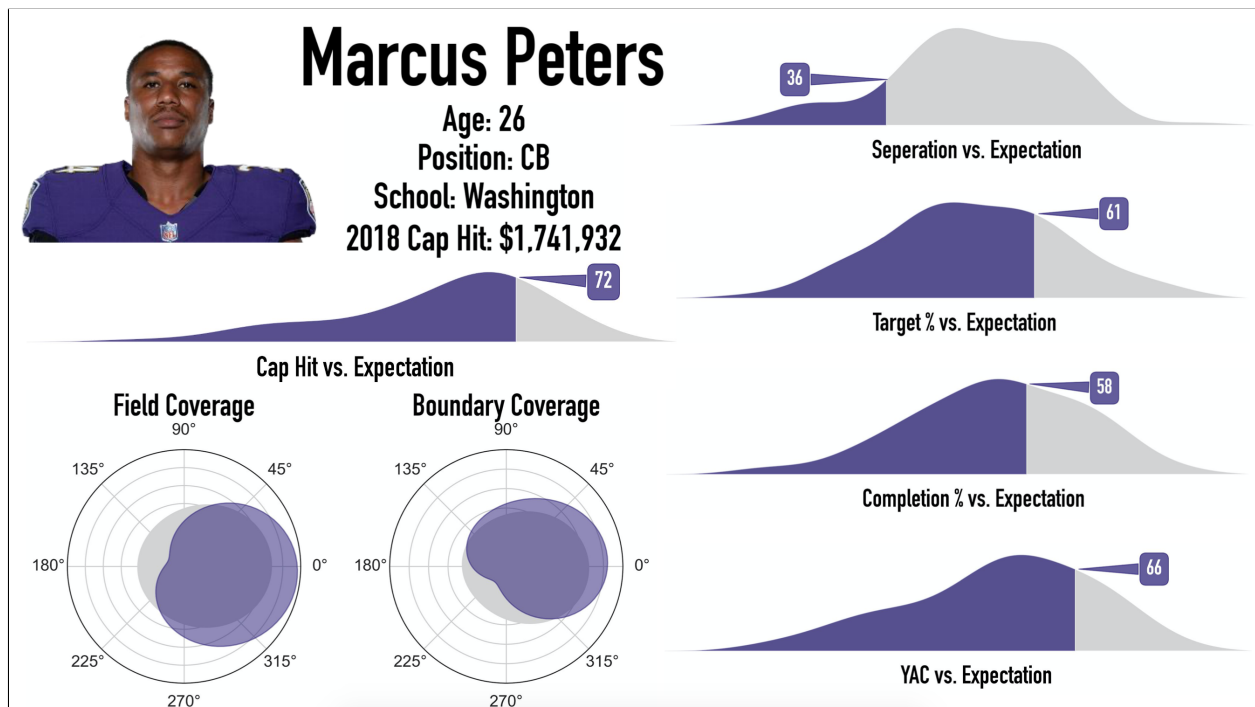 Marcus Peters
Age: 26
Position: CB
School: Washington
2018 Cap Hit: $1,741,932
72
Cap Hit vs. Expectation
Field Coverage
90°
135°
45°
180°
0°
225°
315°
270°
Boundary Coverage
90°
135°
45°
180°
0°
225°
315°
270°
36
Seperation vs. Expectation
61
Target % vs. Expectation
58
Completion % vs. Expectation
66
YAC vs. Expectation